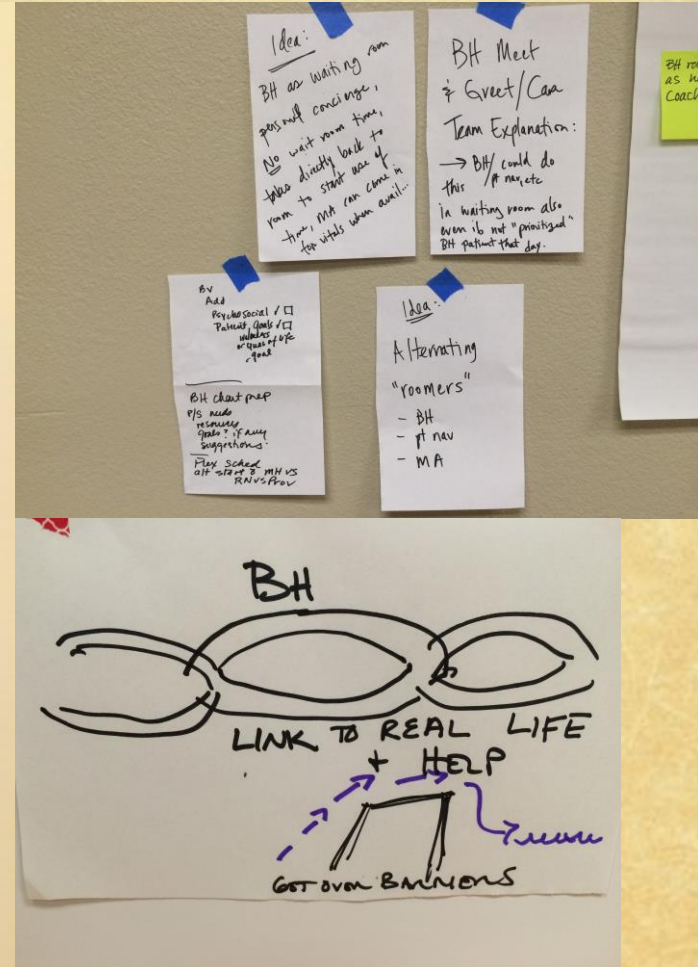 Idea:
BH as waiting room
personal concierge,
No wait room time,
takes directly back to
room to start use of
time, MA can come in
for vitals when avail...
BH Meet
& Greet/Care
Team Explanation:
→ BH/ could do
this /pt nav, etc
in waiting room also
even if not "prioritized"
BH patient that day.
BH
as
Coach
BV
Add
Psychosocial √ □
Patient goals √ □
wellness
or Qual of life
goal
BH chart prep
P/S needs
resources
goals? if any
suggestions.
Flex Sched
alt start
MH vs
RN vs Prov
Idea:
Alternating
"roomers"
- BH
- pt nav
- MA
BH
LINK TO REAL LIFE
+ HELP
GET OVER BARRIERS